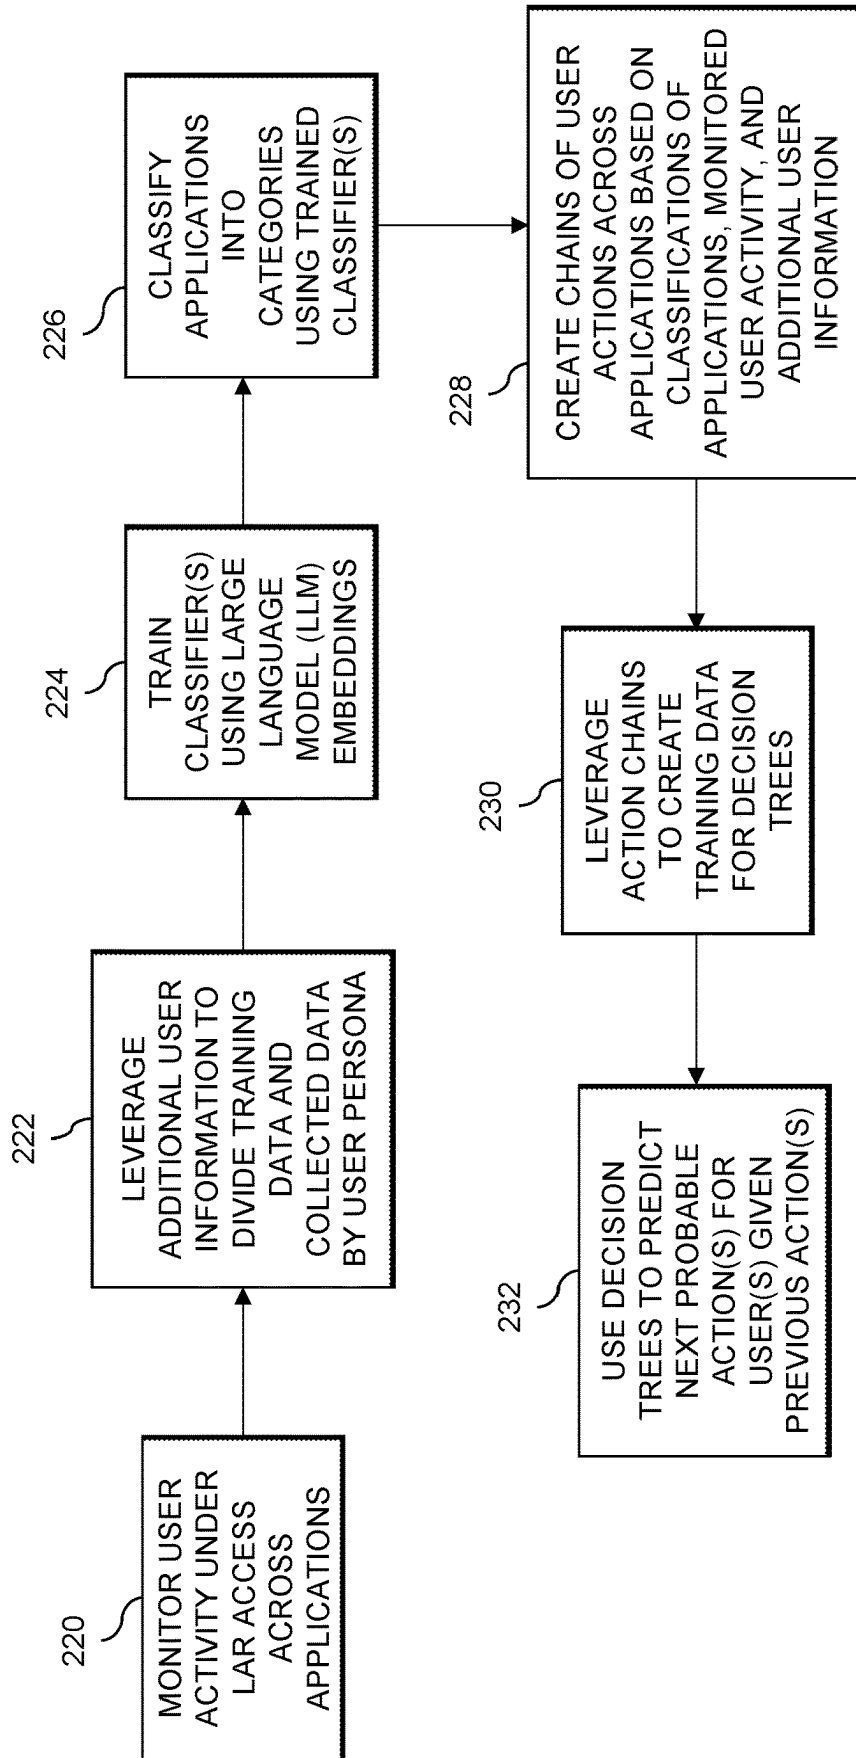 220
MONITOR USER
ACTIVITY UNDER
LAR ACCESS
ACROSS
APPLICATIONS
222
LEVERAGE
ADDITIONAL USER
INFORMATION TO
DIVIDE TRAINING
DATA AND
COLLECTED DATA
BY USER PERSONA
224
TRAIN
CLASSIFIER(S)
USING LARGE
LANGUAGE
MODEL (LLM)
EMBEDDINGS
226
CLASSIFY
APPLICATIONS
INTO
CATEGORIES
USING TRAINED
CLASSIFIER(S)
228
CREATE CHAINS OF USER
ACTIONS ACROSS
APPLICATIONS BASED ON
CLASSIFICATIONS OF
APPLICATIONS, MONITORED
USER ACTIVITY, AND
ADDITIONAL USER
INFORMATION
230
LEVERAGE
ACTION CHAINS
TO CREATE
TRAINING DATA
FOR DECISION
TREES
232
USE DECISION
TREES TO PREDICT
NEXT PROBABLE
ACTION(S) FOR
USER(S) GIVEN
PREVIOUS ACTION(S)